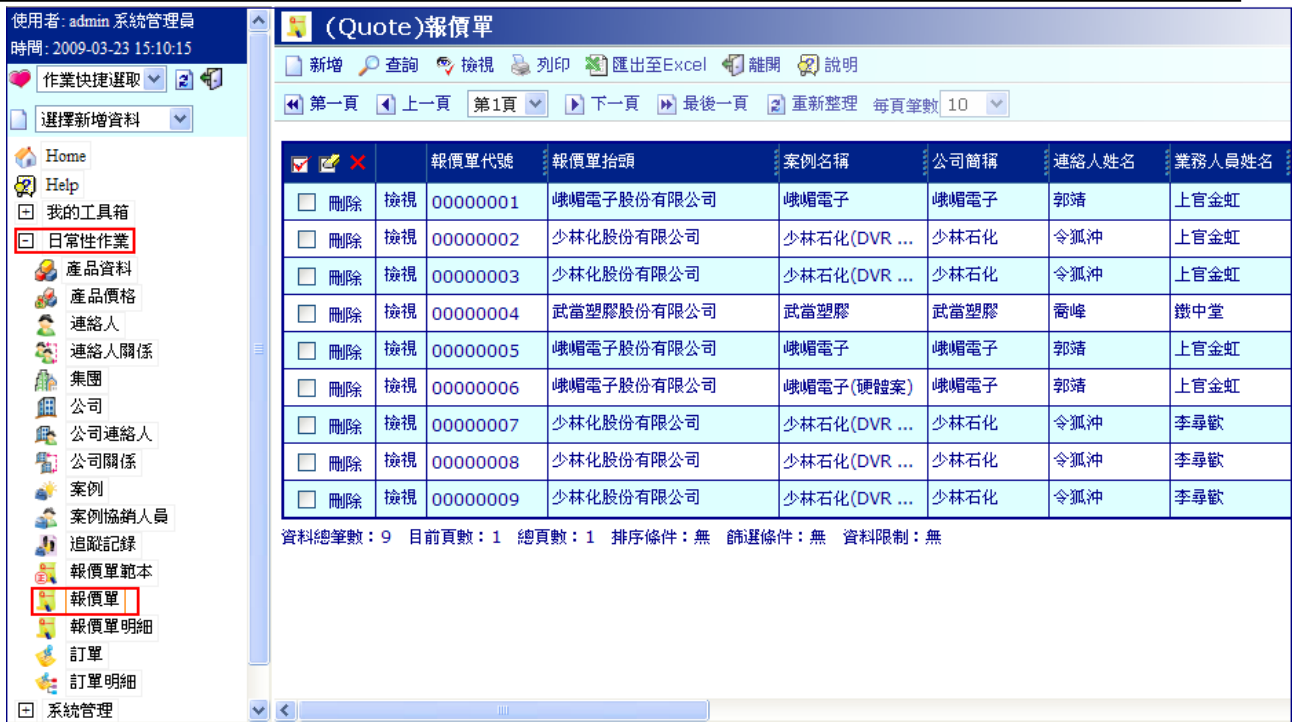 使用者: admin 系統管理員
時間: 2009-03-23 15:10:15
作業快捷選取
選擇新增資料
Home
Help
我的工具箱
日常性作業
產品資料
產品價格
連絡人
連絡人關係
集團
公司
公司連絡人
公司關係
案例
案例協銷人員
追蹤記錄
報價單範本
報價單
報價單明細
訂單
訂單明細
系統管理
(Quote)報價單
新增 查詢 檢視 列印 匯出至Excel 離開 說明
第一頁 上一頁 第1頁 下一頁 最後一頁 重新整理 每頁筆數 10
報價單代號 報價單抬頭 案例名稱 公司簡稱 連絡人姓名 業務人員姓名
刪除 檢視 00000001 峨嵋電子股份有限公司 峨嵋電子 峨嵋電子 郭靖 上官金虹
刪除 檢視 00000002 少林化股份有限公司 少林石化(DVR ... 少林石化 令狐沖 上官金虹
刪除 檢視 00000003 少林化股份有限公司 少林石化(DVR ... 少林石化 令狐沖 上官金虹
刪除 檢視 00000004 武當塑膠股份有限公司 武當塑膠 武當塑膠 喬峰 鐵中堂
刪除 檢視 00000005 峨嵋電子股份有限公司 峨嵋電子 峨嵋電子 郭靖 上官金虹
刪除 檢視 00000006 峨嵋電子股份有限公司 峨嵋電子(硬體案) 峨嵋電子 郭靖 上官金虹
刪除 檢視 00000007 少林化股份有限公司 少林石化(DVR ... 少林石化 令狐沖 李尋歡
刪除 檢視 00000008 少林化股份有限公司 少林石化(DVR ... 少林石化 令狐沖 李尋歡
刪除 檢視 00000009 少林化股份有限公司 少林石化(DVR ... 少林石化 令狐沖 李尋歡
資料總筆數：9 目前頁數：1 總頁數：1 排序條件：無 篩選條件：無 資料限制：無